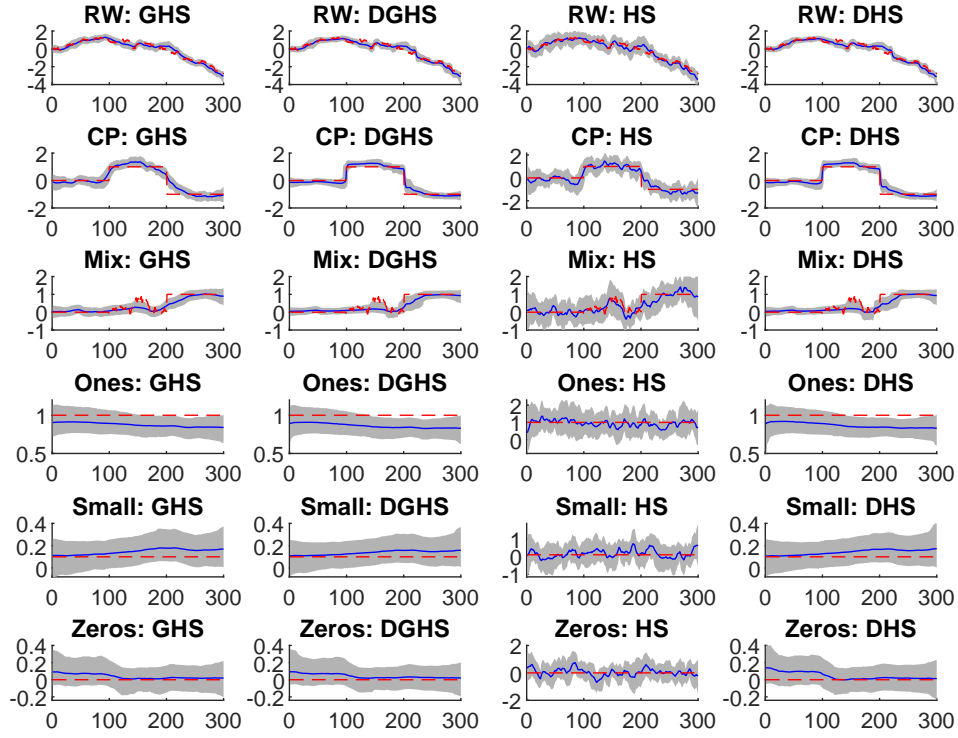 RW: GHS RW: DGHS RW: HS RW: DHS
2 2 2 2
0 0 0 0
-2 -2 -2 -2
-4 -4 -4 -4
0 100 200 300 0 100 200 300 0 100 200 300 0 100 200 300
CP: GHS CP: DGHS CP: HS CP: DHS
2 2 2 2
0 0 0 0
-2 -2 -2 -2
0 100 200 300 0 100 200 300 0 100 200 300 0 100 200 300
Mix: GHS Mix: DGHS Mix: HS Mix: DHS
2 2 2 2
1 1 1 1
0 0 0 0
-1 -1 -1 -1
0 100 200 300 0 100 200 300 0 100 200 300 0 100 200 300
Ones: GHS Ones: DGHS Ones: HS Ones: DHS
2
1 1 1 1
0
0.5 0.5 0.5
0 100 200 300 0 100 200 300 0 100 200 300 0 100 200 300
Small: GHS Small: DGHS Small: HS Small: DHS
0.4 0.4 1 0.4
0.2 0.2 0 0.2
0 0 -1 0
0 100 200 300 0 100 200 300 0 100 200 300 0 100 200 300
Zeros: GHS Zeros: DGHS Zeros: HS Zeros: DHS
0.4 0.4 2 0.4
0.2 0.2 0.2
0 0 0 0
-0.2 -0.2 -2 -0.2
0 100 200 300 0 100 200 300 0 100 200 300 0 100 200 300